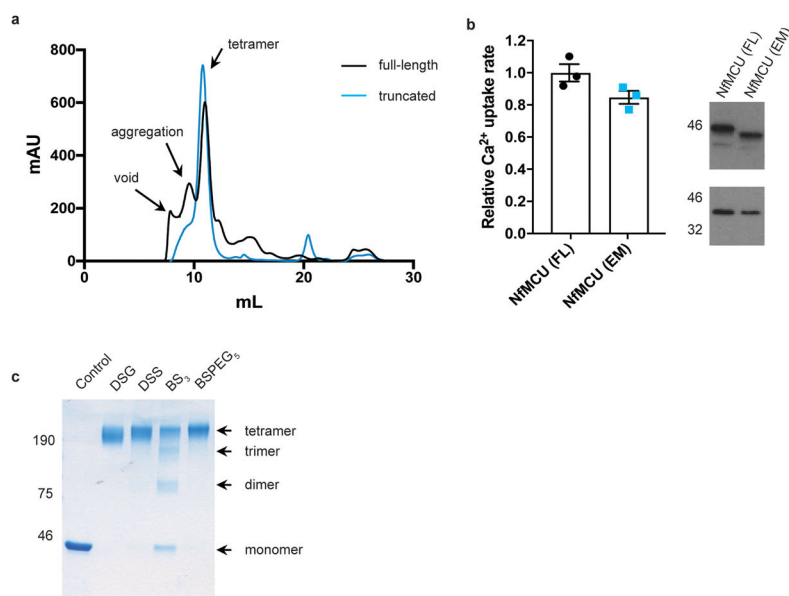 a
800
600
400
200
0
mAU
0
10
20
30
mL
tetramer
aggregation
void
full-length
truncated
b
1.2
1.0
0.8
0.6
0.4
0.2
0.0
Relative Ca2+ uptake rate
NfMCU (FL)
NfMCU (EM)
NfMCU (FL)
NfMCU (EM)
46
46
32
c
Control
DSG
DSS
BS3
BSPEG5
190
75
46
tetramer
trimer
dimer
monomer